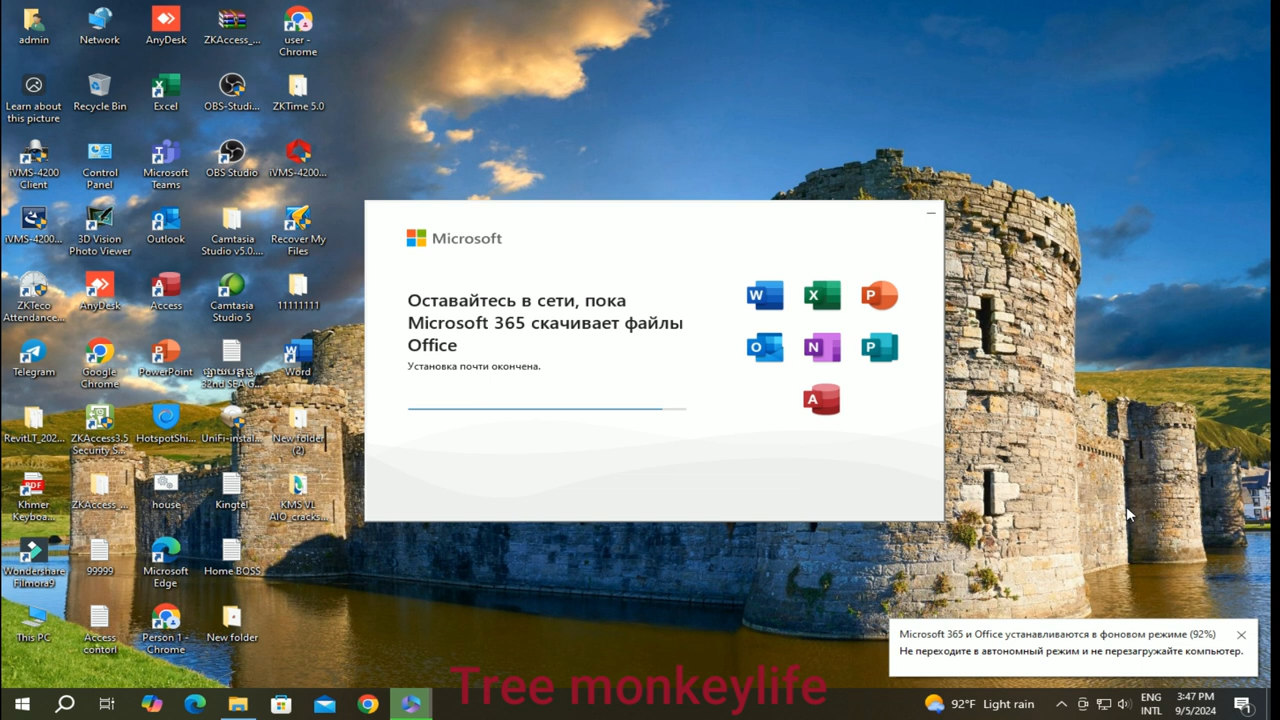 admin
Network
AnyDesk
ZKAccess_...
user -
Chrome
Learn about
this picture
Recycle Bin
Excel
OBS-Studi...
ZKTime 5.0
iVMS-4200
Client
Control
Panel
Microsoft
Teams
OBS Studio
iVMS-4200...
iVMS-4200...
3D Vision
Photo Viewer
Outlook
Camtasia
Studio v5.0....
Recover My
Files
ZKTeco
Attendance...
AnyDesk
Access
Camtasia
Studio 5
11111111
Telegram
Google
Chrome
PowerPoint
32nd SEA G...
Word
RevitLT_202...
ZKAccess3.5
Security S...
HotspotShi...
UniFi-instal...
New folder
(2)
Khmer
Keyboa...
ZKAccess_...
house
Kingtel
KMS VL
AIO_cracks...
Wondershare
Filmora9
99999
Microsoft
Edge
Home BOSS
This PC
Access
contorl
Person 1 -
Chrome
New folder
Microsoft
Оставайтесь в сети, пока
Microsoft 365 скачивает файлы
Office
Установка почти окончена.
W
X
P
O
N
P
A
Microsoft 365 и Office устанавливаются в фоновом режиме (92%)
Не переходите в автономный режим и не перезагружайте компьютер.
Tree monkeylife
92°F Light rain
ENG
INTL
3:47 PM
9/5/2024
1